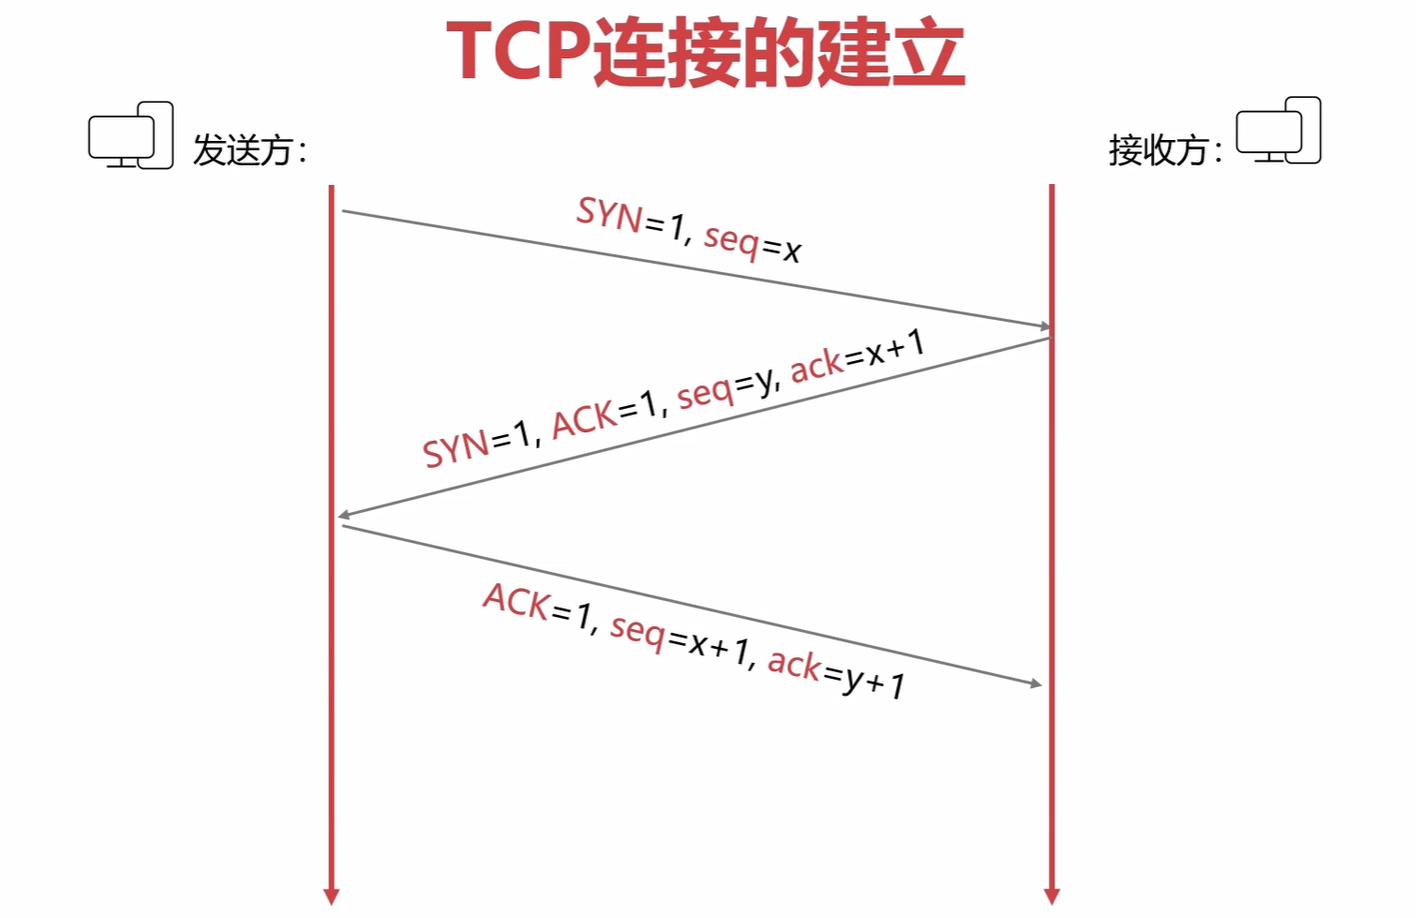 TCP连接的建立
发送方：
接收方：
SYN=1, seq=x
SYN=1, ACK=1, seq=y, ack=x+1
ACK=1, seq=x+1, ack=y+1